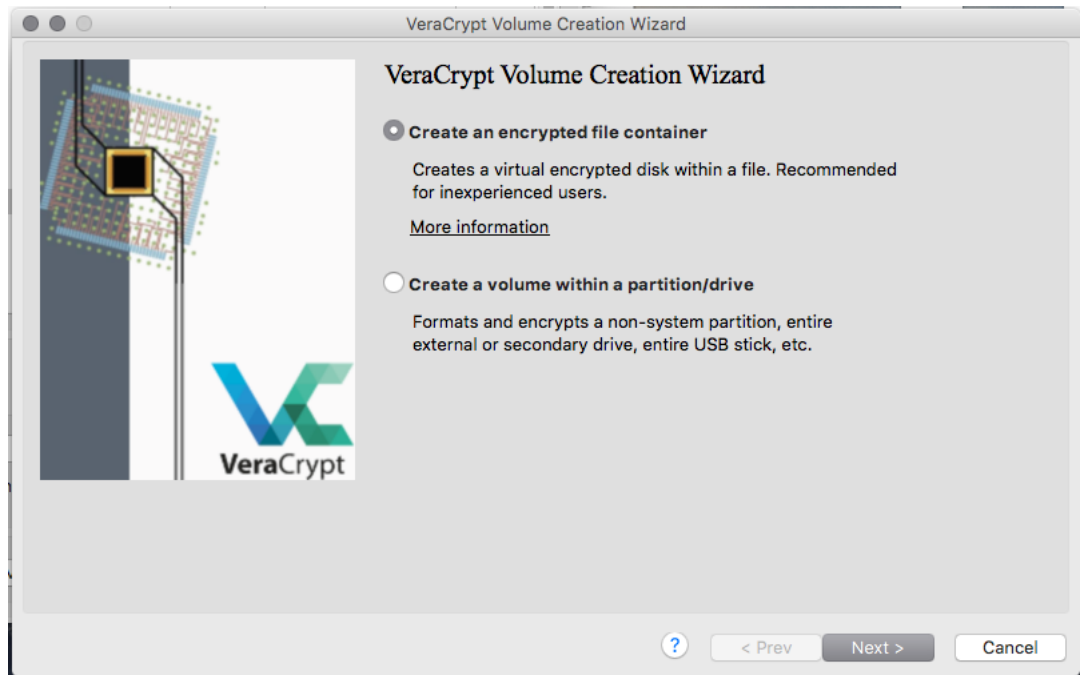 VeraCrypt Volume Creation Wizard
VeraCrypt Volume Creation Wizard
Create an encrypted file container
Creates a virtual encrypted disk within a file. Recommended
for inexperienced users.
More information
Create a volume within a partition/drive
Formats and encrypts a non-system partition, entire
external or secondary drive, entire USB stick, etc.
VeraCrypt
? < Prev Next > Cancel